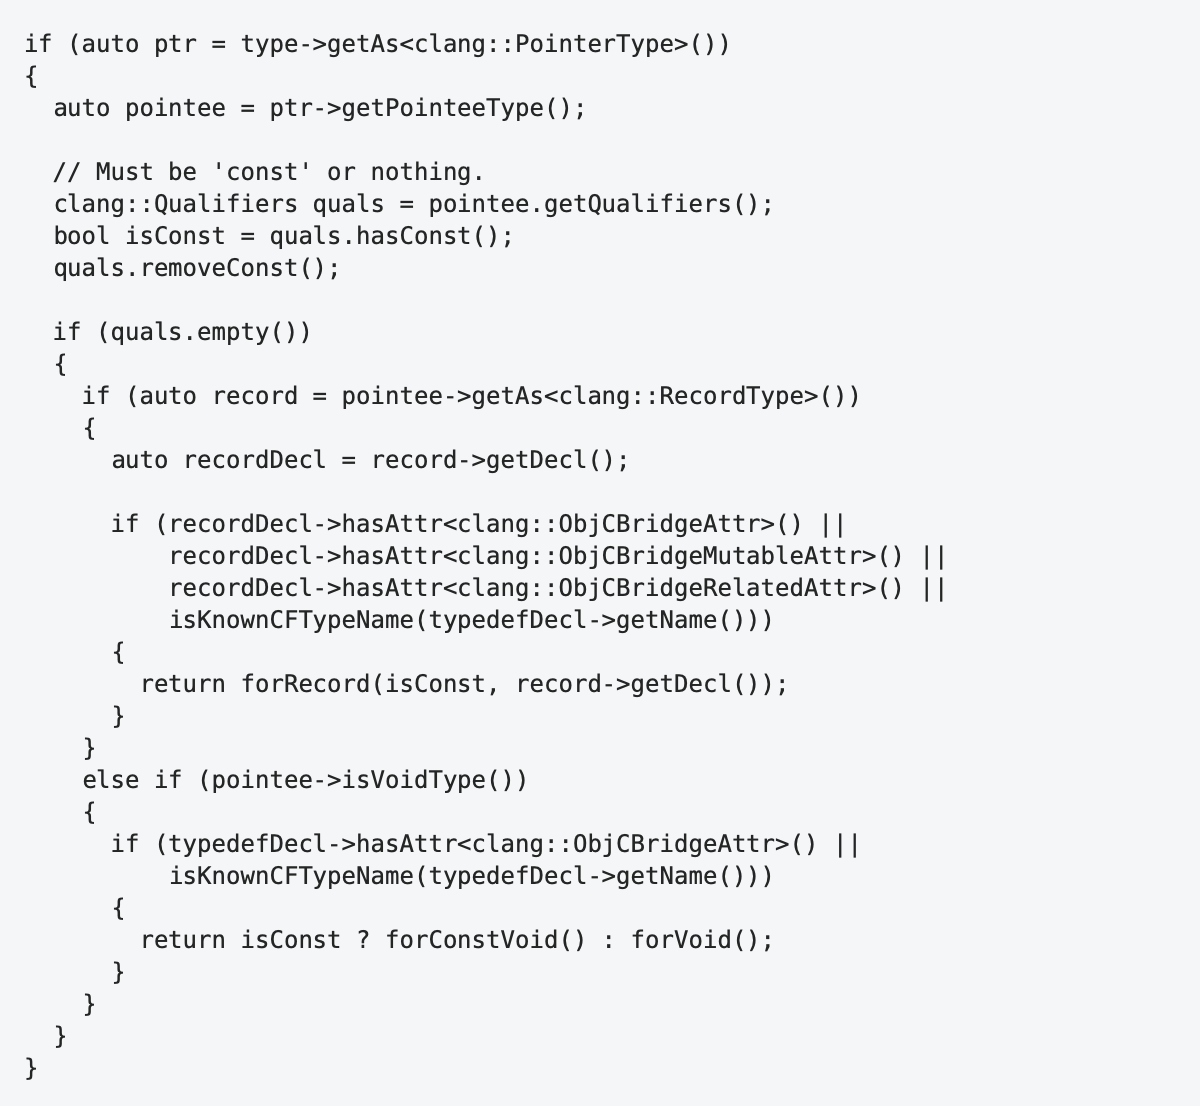 if (auto ptr = type->getAs<clang::PointerType>())
{
  auto pointee = ptr->getPointeeType();

  // Must be 'const' or nothing.
  clang::Qualifiers quals = pointee.getQualifiers();
  bool isConst = quals.hasConst();
  quals.removeConst();

  if (quals.empty())
  {
    if (auto record = pointee->getAs<clang::RecordType>())
    {
      auto recordDecl = record->getDecl();

      if (recordDecl->hasAttr<clang::ObjCBridgeAttr>() ||
          recordDecl->hasAttr<clang::ObjCBridgeMutableAttr>() ||
          recordDecl->hasAttr<clang::ObjCBridgeRelatedAttr>() ||
          isKnownCFTypeName(typedefDecl->getName()))
      {
        return forRecord(isConst, record->getDecl());
      }
    }
    else if (pointee->isVoidType())
    {
      if (typedefDecl->hasAttr<clang::ObjCBridgeAttr>() ||
          isKnownCFTypeName(typedefDecl->getName()))
      {
        return isConst ? forConstVoid() : forVoid();
      }
    }
  }
}